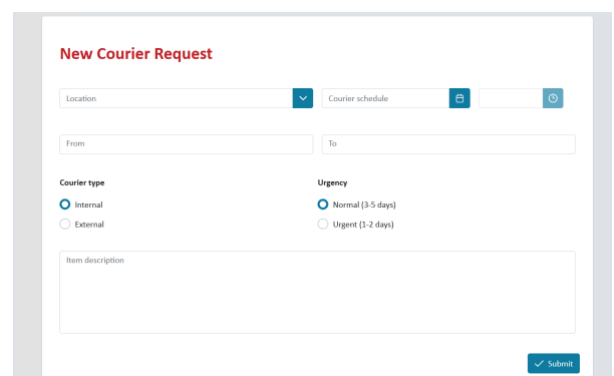 New Courier Request
Location Courier schedule
From To
Courier type Urgency
Internal Normal (3-5 days)
External Urgent (1-2 days)
Item description
Submit